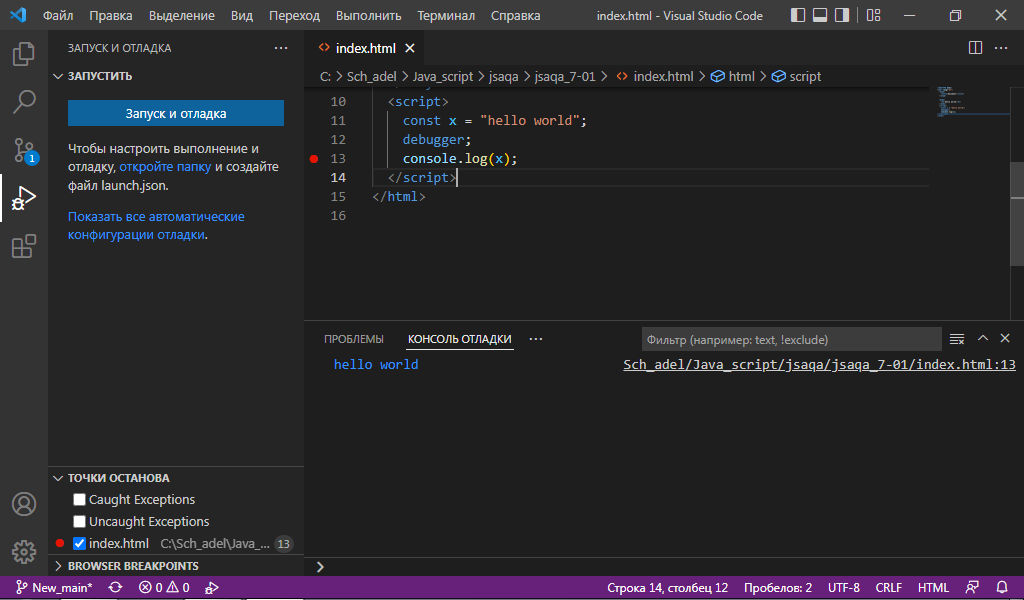 Файл Правка Выделение Вид Переход Выполнить Терминал Справка index.html - Visual Studio Code
ЗАПУСК И ОТЛАДКА ···
ЗАПУСТИТЬ
Запуск и отладка
Чтобы настроить выполнение и
отладку, откройте папку и создайте
файл launch.json.
Показать все автоматические
конфигурации отладки.
1
index.html
C: > Sch_adel > Java_script > jsaqa > jsaqa_7-01 > index.html > html > script
10 <script>
11 const x = "hello world";
12 debugger;
13 console.log(x);
14 </script>
15 </html>
16
ПРОБЛЕМЫ КОНСОЛЬ ОТЛАДКИ ··· Фильтр (например: text, !exclude)
hello world Sch_adel/Java_script/jsaqa/jsaqa_7-01/index.html:13
ТОЧКИ ОСТАНОВА
Caught Exceptions
Uncaught Exceptions
index.html C:\Sch_adel\Java_... 13
BROWSER BREAKPOINTS
New_main* 0 0 Строка 14, столбец 12 Пробелов: 2 UTF-8 CRLF HTML